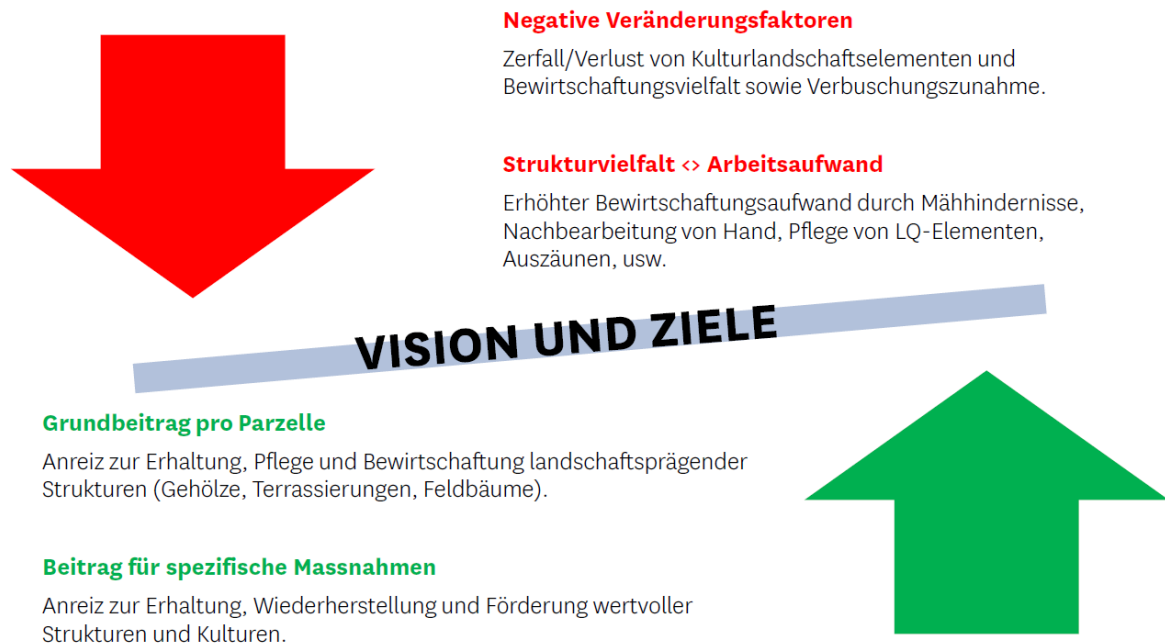 Negative Veränderungsfaktoren
Zerfall/Verlust von Kulturlandschaftselementen und
Bewirtschaftungsvielfalt sowie Verbuschungszunahme.
Strukturvielfalt <> Arbeitsaufwand
Erhöhter Bewirtschaftungsaufwand durch Mähhindernisse,
Nachbearbeitung von Hand, Pflege von LQ-Elementen,
Auszäunen, usw.
VISION UND ZIELE
Grundbeitrag pro Parzelle
Anreiz zur Erhaltung, Pflege und Bewirtschaftung landschaftsprägender
Strukturen (Gehölze, Terrassierungen, Feldbäume).
Beitrag für spezifische Massnahmen
Anreiz zur Erhaltung, Wiederherstellung und Förderung wertvoller
Strukturen und Kulturen.